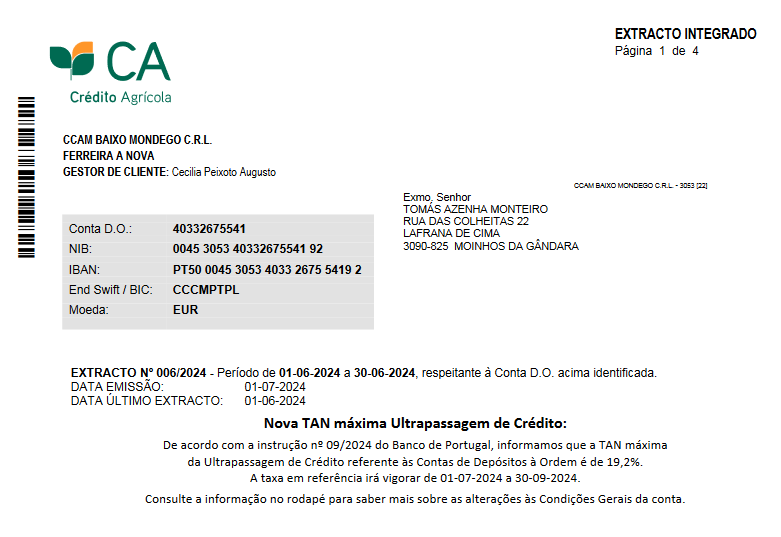 EXTRACTO INTEGRADO
Página 1 de 4
CA
Crédito Agrícola
CCAM BAIXO MONDEGO C.R.L.
FERREIRA A NOVA
GESTOR DE CLIENTE: Cecilia Peixoto Augusto
CCAM BAIXO MONDEGO C.R.L. - 3053 [22]
Exmo, Senhor
TOMÁS AZENHA MONTEIRO
RUA DAS COLHEITAS 22
LAFRANA DE CIMA
3090-825 MOINHOS DA GÂNDARA
Conta D.O.: 40332675541
NIB: 0045 3053 40332675541 92
IBAN: PT50 0045 3053 4033 2675 5419 2
End Swift / BIC: CCCMPTPL
Moeda: EUR
EXTRACTO Nº 006/2024 - Período de 01-06-2024 a 30-06-2024, respeitante à Conta D.O. acima identificada.
DATA EMISSÃO: 01-07-2024
DATA ÚLTIMO EXTRACTO: 01-06-2024
Nova TAN máxima Ultrapassagem de Crédito:
De acordo com a instrução nº 09/2024 do Banco de Portugal, informamos que a TAN máxima
da Ultrapassagem de Crédito referente às Contas de Depósitos à Ordem é de 19,2%.
A taxa em referência irá vigorar de 01-07-2024 a 30-09-2024.
Consulte a informação no rodapé para saber mais sobre as alterações às Condições Gerais da conta.